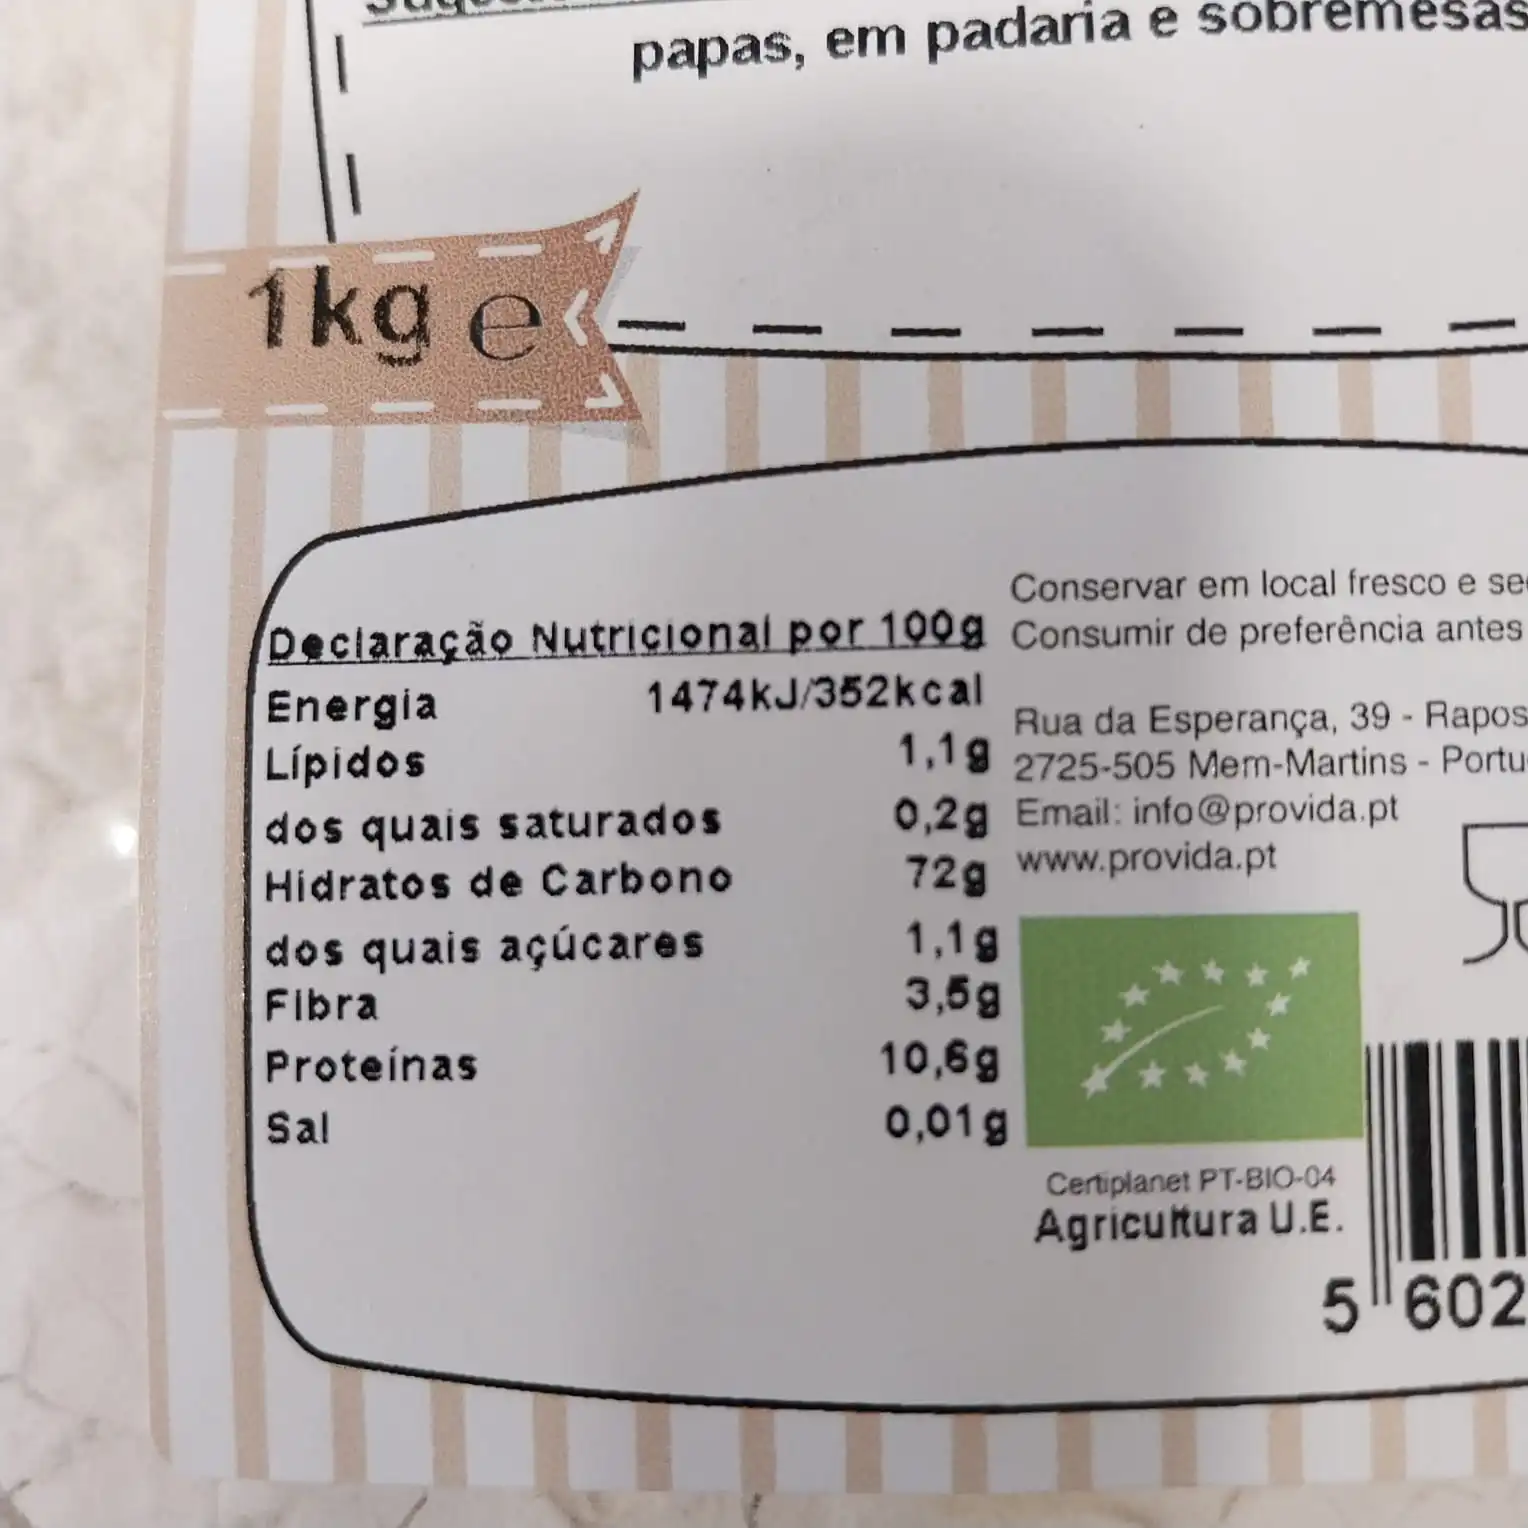 papas, em padaria e sobremesas
1kg e
Declaração Nutricional por 100g
Energia 1474kJ/352kcal
Lípidos 1,1g
dos quais saturados 0,2g
Hidratos de Carbono 72g
dos quais açúcares 1,1g
Fibra 3,5g
Proteínas 10,6g
Sal 0,01g
Conservar em local fresco e se
Consumir de preferência antes
Rua da Esperança, 39 - Rapos
2725-505 Mem-Martins - Portu
Email: info@provida.pt
www.provida.pt
Certiplanet PT-BIO-04
Agricultura U.E.
5 602